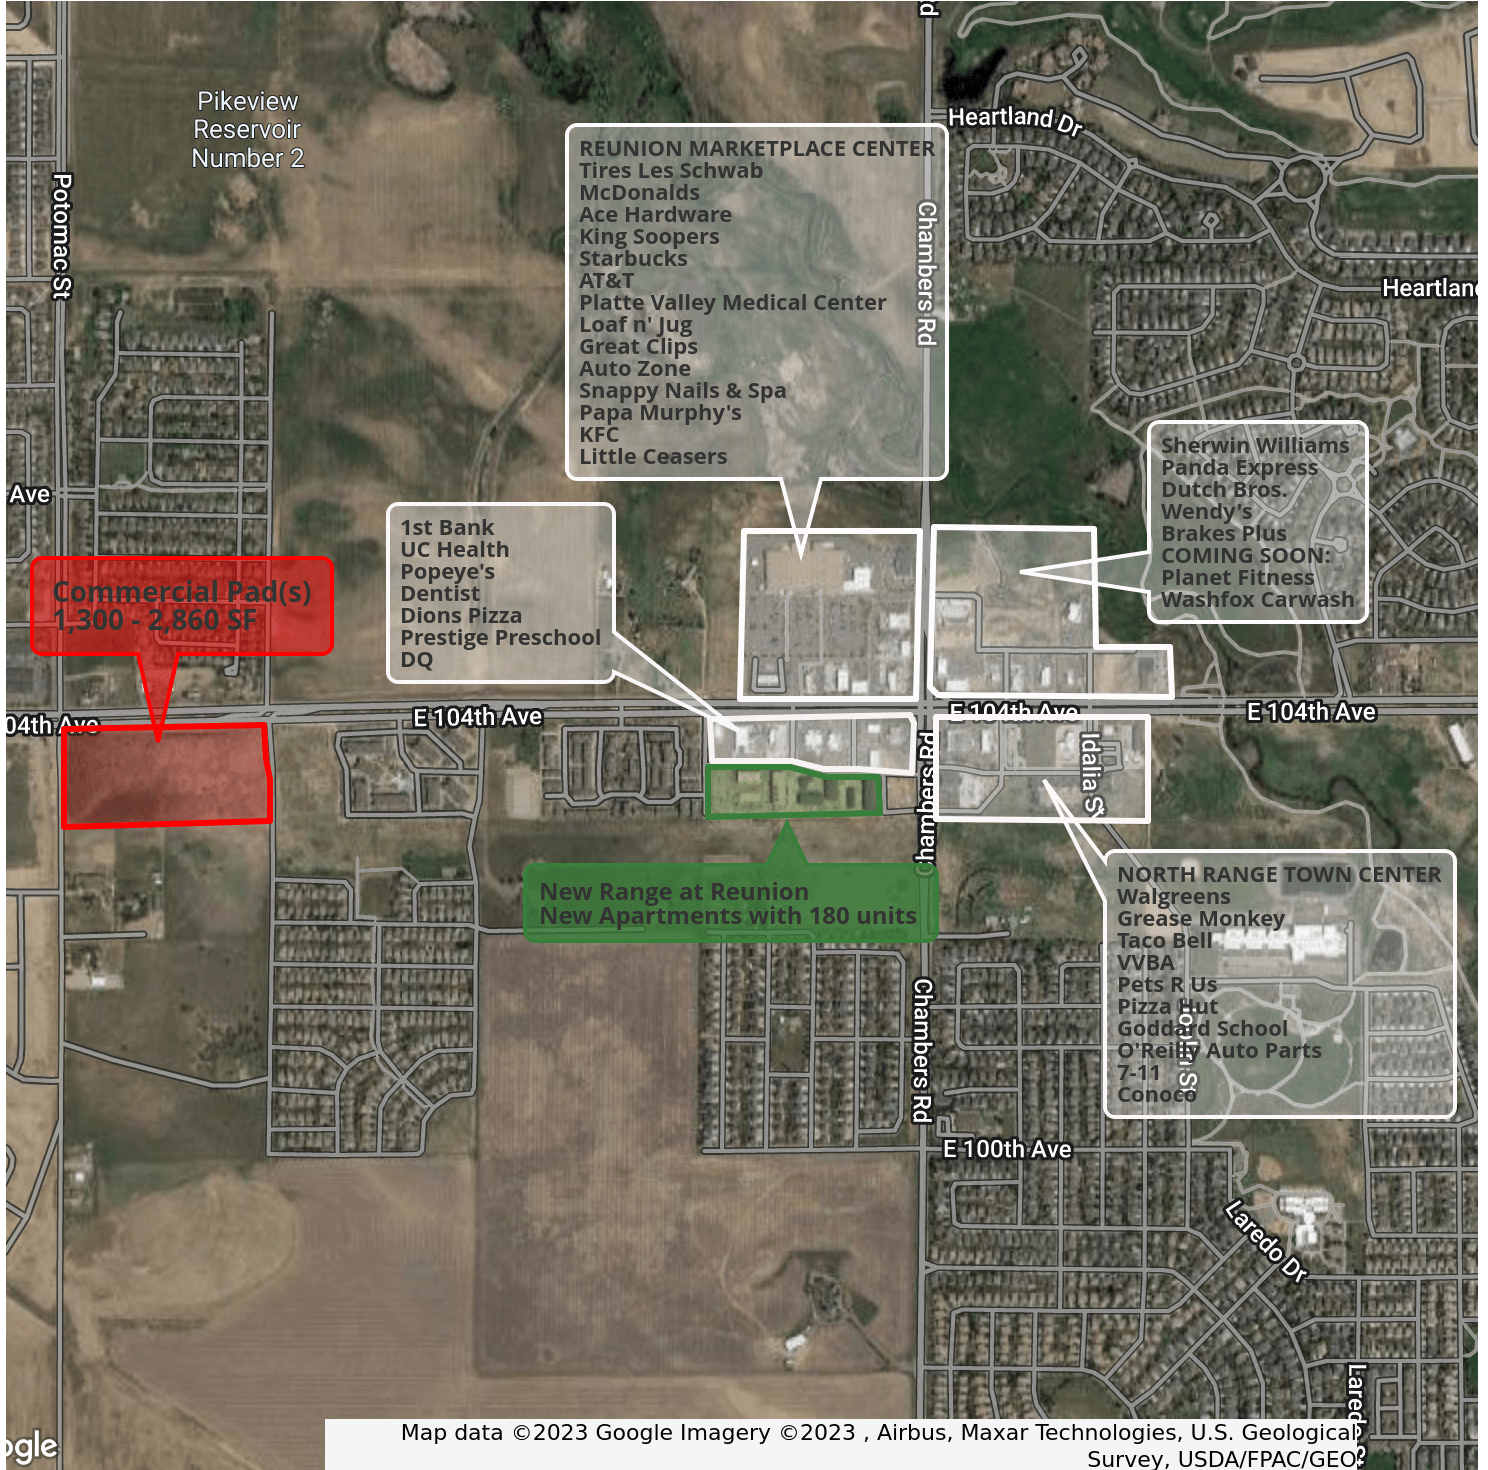 Pikeview
Reservoir
Number 2
Potomac St
Chambers Rd
Heartland Dr
REUNION MARKETPLACE CENTER
Tires Les Schwab
McDonalds
Ace Hardware
King Soopers
Starbucks
AT&T
Platte Valley Medical Center
Loaf n' Jug
Great Clips
Auto Zone
Snappy Nails & Spa
Papa Murphy's
KFC
Little Ceasers
Heartland
Sherwin Williams
Panda Express
Dutch Bros.
Wendy's
Brakes Plus
COMING SOON:
Planet Fitness
Washfox Carwash
Ave
1st Bank
UC Health
Popeye's
Dentist
Dions Pizza
Prestige Preschool
DQ
Commercial Pad(s)
1,300 - 2,860 SF
04th Ave
E 104th Ave
E 104th Ave
E 104th Ave
Chambers Rd
Idalia St
New Range at Reunion
New Apartments with 180 units
NORTH RANGE TOWN CENTER
Walgreens
Grease Monkey
Taco Bell
VVBA
Pets R Us
Pizza Hut
Goddard School
O'Reilly Auto Parts
7-11
Conoco
Chambers Rd
E 100th Ave
Laredo Dr
Laredo St
ogle
Map data ©2023 Google Imagery ©2023 , Airbus, Maxar Technologies, U.S. Geological
Survey, USDA/FPAC/GEO